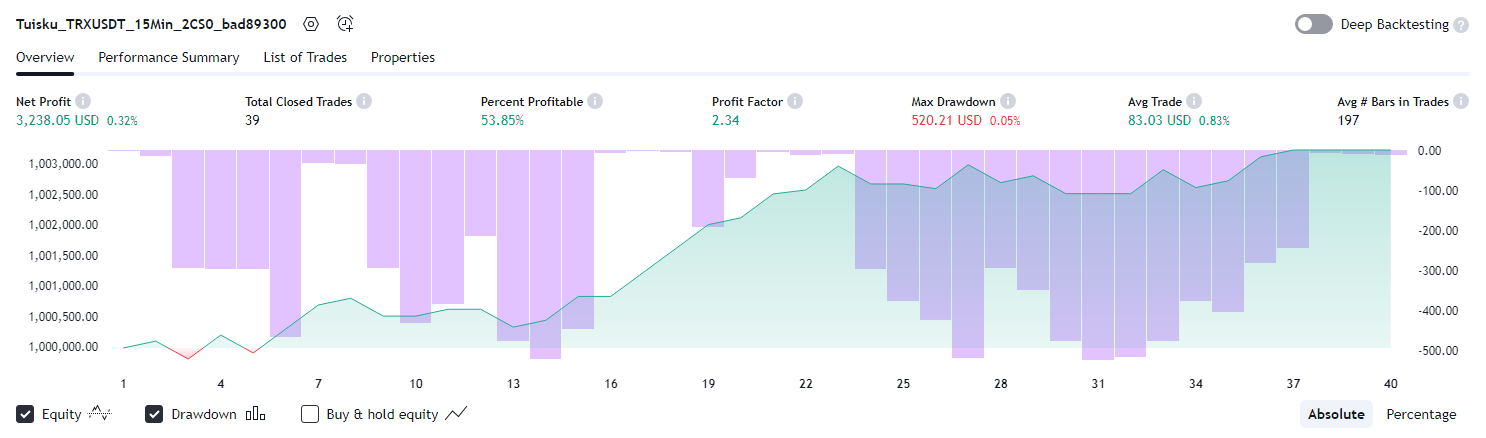 Tuisku_TRXUSDT_15Min_2CS0_bad89300
Deep Backtesting
Overview Performance Summary List of Trades Properties
Net Profit Total Closed Trades Percent Profitable Profit Factor Max Drawdown Avg Trade Avg # Bars in Trades
3,238.05 USD 0.32% 39 53.85% 2.34 520.21 USD 0.05% 83.03 USD 0.83% 197
1,003,000.00 0.00
1,002,500.00 -100.00
1,002,000.00 -200.00
1,001,500.00 -300.00
1,001,000.00 -400.00
1,000,500.00 -500.00
1,000,000.00
1 4 7 10 13 16 19 22 25 28 31 34 37 40
Equity Drawdown Buy & hold equity Absolute Percentage